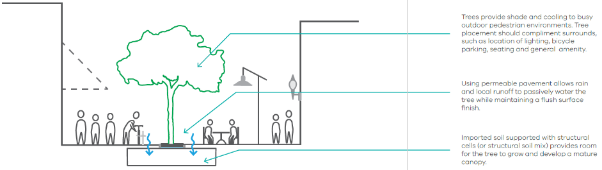 Trees provide shade and cooling to busy
outdoor pedestrian environments. Tree
placement should compliment surrounds,
such as location of lighting, bicycle
parking, seating and general amenity.
Using permeable pavement allows rain
and local runoff to passively water the
tree while maintaining a flush surface
finish.
Imported soil supported with structural
cells (or structural soil mix) provides room
for the tree to grow and develop a mature
canopy.